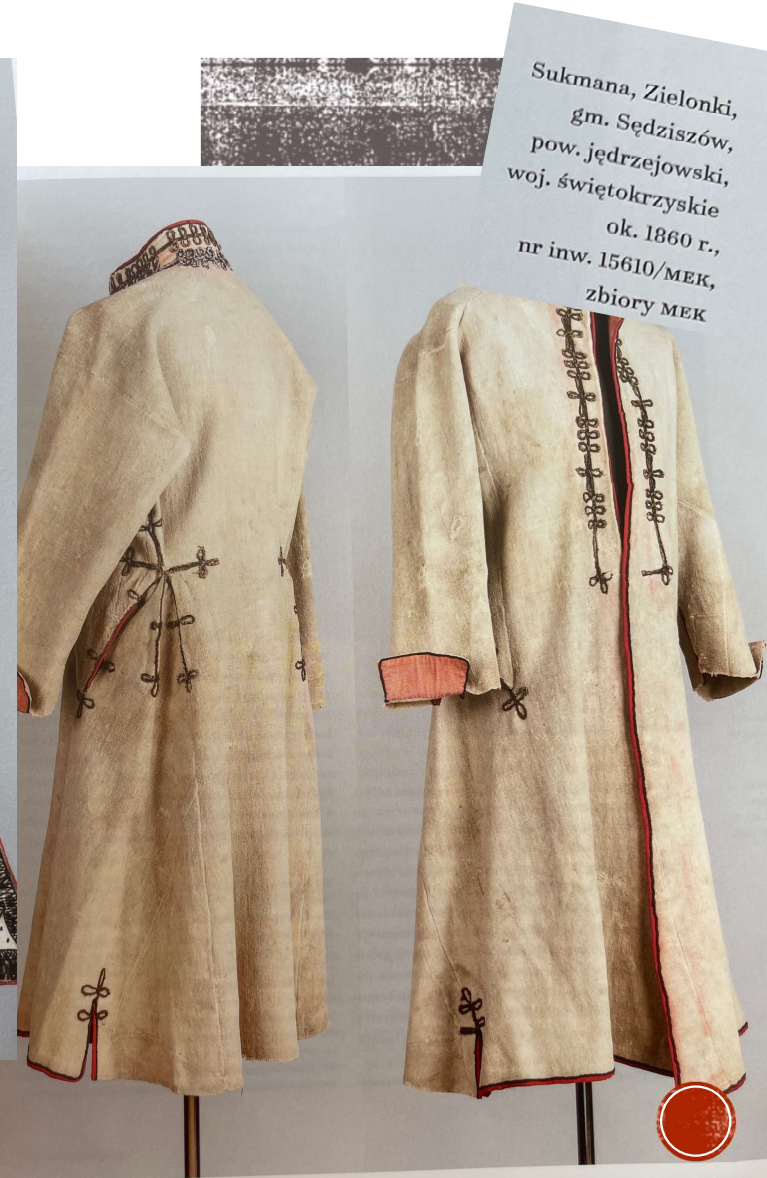 Sukmana, Zielonki,
gm. Sędziszów,
pow. jędrzejowski,
woj. świętokrzyskie
ok. 1860 r.,
nr inw. 15610/MEK,
zbiory MEK